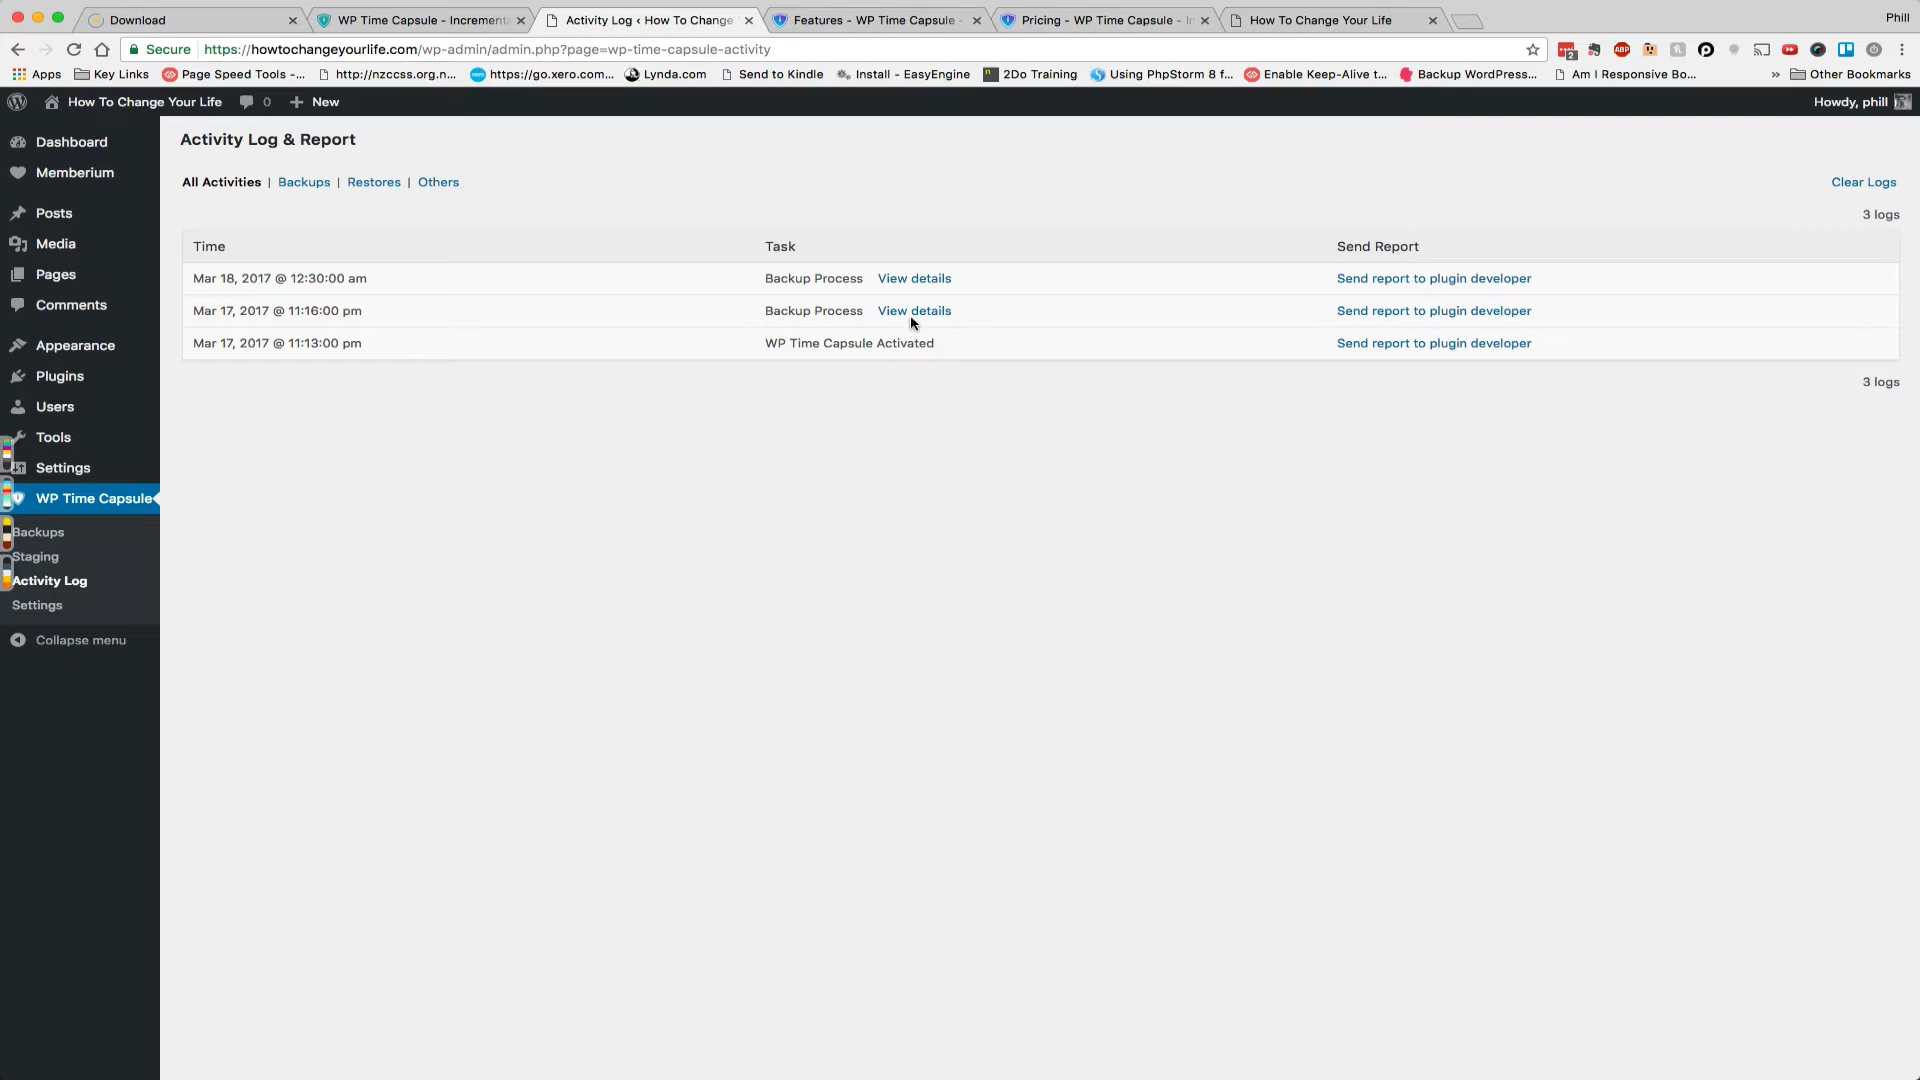 Download
WP Time Capsule - Increment
Activity Log ‹ How To Change
Features - WP Time Capsule -
Pricing - WP Time Capsule - In
How To Change Your Life
Phill
Secure
https://howtochangeyourlife.com/wp-admin/admin.php?page=wp-time-capsule-activity
2
ABP
Apps
Key Links
Page Speed Tools -...
http://nzccss.org.n...
https://go.xero.com...
Lynda.com
Send to Kindle
Install - EasyEngine
2Do Training
Using PhpStorm 8 f...
Enable Keep-Alive t...
Backup WordPress...
Am I Responsive Bo...
»
Other Bookmarks
How To Change Your Life
0
+ New
Howdy, phill
Dashboard
Memberium
Posts
Media
Pages
Comments
Appearance
Plugins
Users
Tools
Settings
WP Time Capsule
Backups
Staging
Activity Log
Settings
Collapse menu
Activity Log & Report
All Activities | Backups | Restores | Others
Clear Logs
3 logs
Time Task Send Report
Mar 18, 2017 @ 12:30:00 am Backup Process View details Send report to plugin developer
Mar 17, 2017 @ 11:16:00 pm Backup Process View details Send report to plugin developer
Mar 17, 2017 @ 11:13:00 pm WP Time Capsule Activated Send report to plugin developer
3 logs